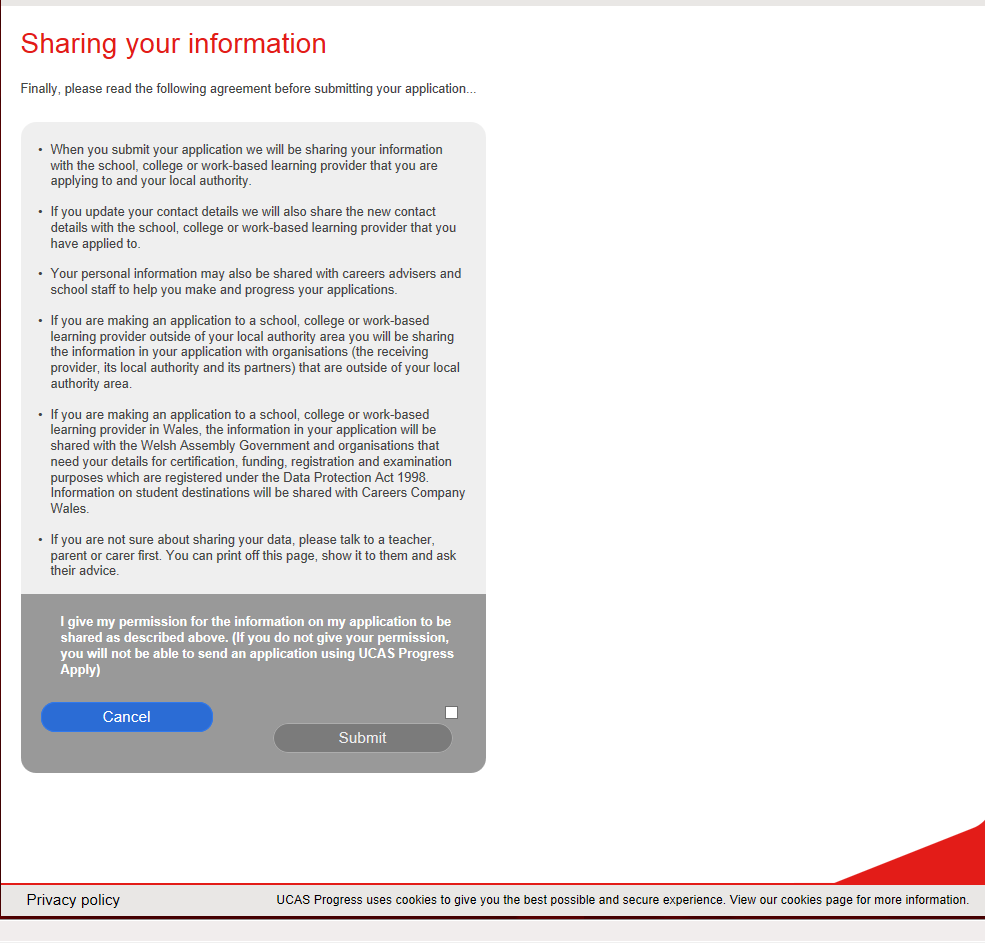 Sharing your information
Finally, please read the following agreement before submitting your application...
• When you submit your application we will be sharing your information
with the school, college or work-based learning provider that you are
applying to and your local authority.
• If you update your contact details we will also share the new contact
details with the school, college or work-based learning provider that you
have applied to.
• Your personal information may also be shared with careers advisers and
school staff to help you make and progress your applications.
• If you are making an application to a school, college or work-based
learning provider outside of your local authority area you will be sharing
the information in your application with organisations (the receiving
provider, its local authority and its partners) that are outside of your local
authority area.
• If you are making an application to a school, college or work-based
learning provider in Wales, the information in your application will be
shared with the Welsh Assembly Government and organisations that
need your details for certification, funding, registration and examination
purposes which are registered under the Data Protection Act 1998.
Information on student destinations will be shared with Careers Company
Wales.
• If you are not sure about sharing your data, please talk to a teacher,
parent or carer first. You can print off this page, show it to them and ask
their advice.
I give my permission for the information on my application to be
shared as described above. (If you do not give your permission,
you will not be able to send an application using UCAS Progress
Apply)
Cancel
Submit
Privacy policy
UCAS Progress uses cookies to give you the best possible and secure experience. View our cookies page for more information.